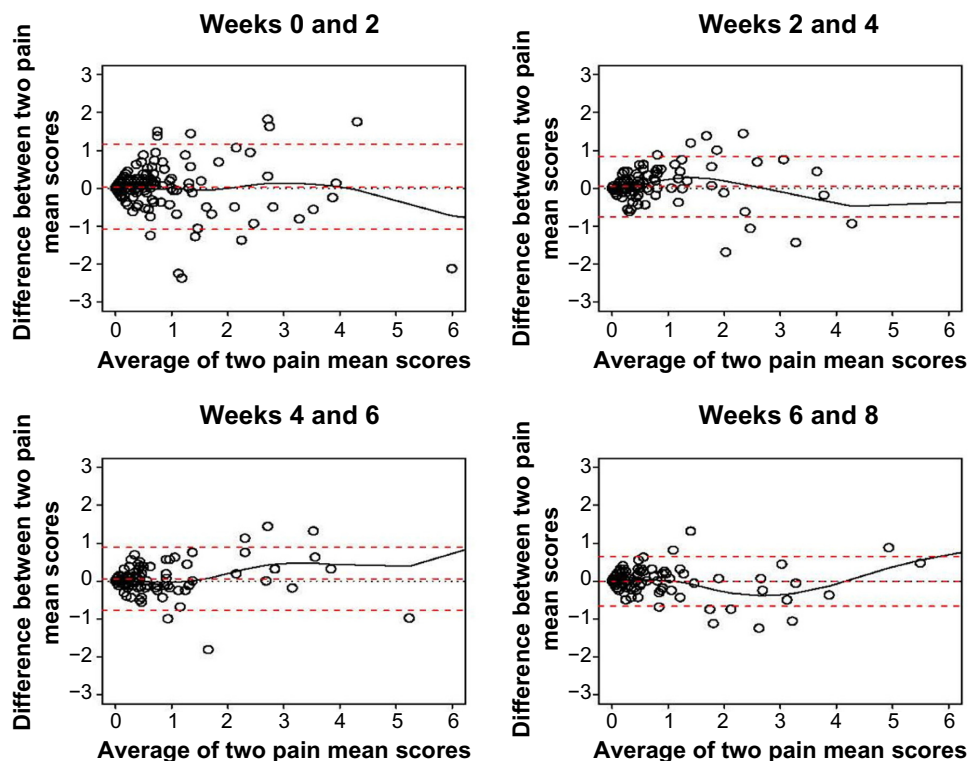 Weeks 0 and 2
Difference between two pain
mean scores
3
2
1
0
−1
−2
−3
0 1 2 3 4 5 6
Average of two pain mean scores
Weeks 2 and 4
Difference between two pain
mean scores
3
2
1
0
−1
−2
−3
0 1 2 3 4 5 6
Average of two pain mean scores
Weeks 4 and 6
Difference between two pain
mean scores
3
2
1
0
−1
−2
−3
0 1 2 3 4 5 6
Average of two pain mean scores
Weeks 6 and 8
Difference between two pain
mean scores
3
2
1
0
−1
−2
−3
0 1 2 3 4 5 6
Average of two pain mean scores